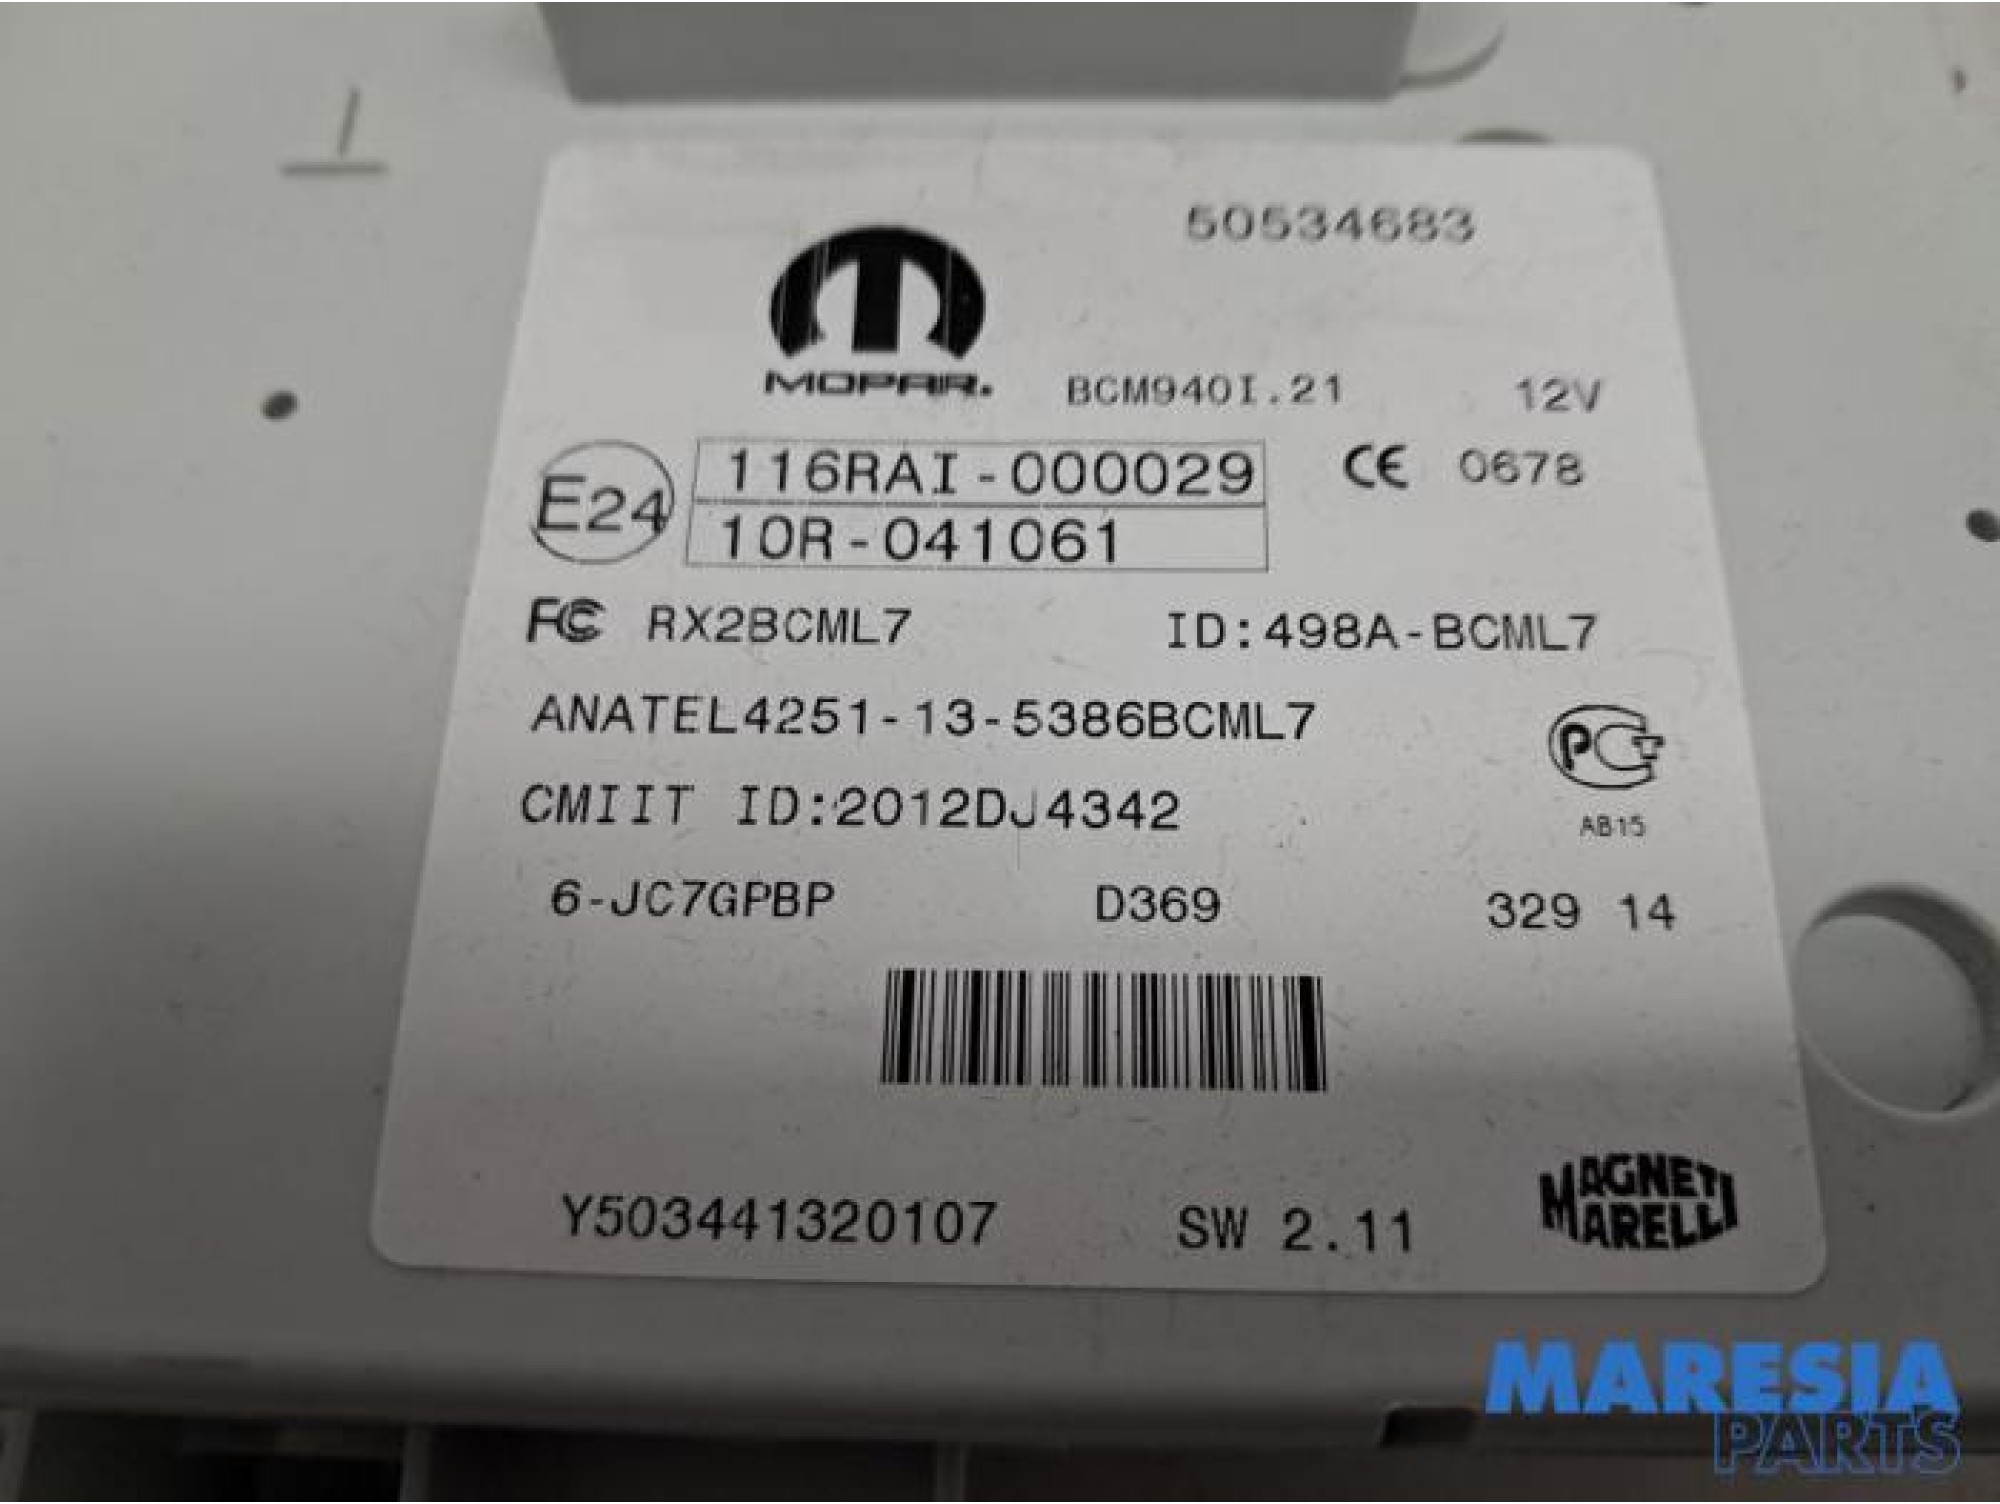 50534683
MOPAR.
BCM940I.21 12V
E24 116RAI-000029 CE 0678
10R-041061
FC RX2BCML7 ID:498A-BCML7
ANATEL4251-13-5386BCML7
CMIIT ID:2012DJ4342
PCT
AB15
6-JC7GPBP D369 329 14
Y503441320107 SW 2.11
MAGNETI
MARELLI
MARESIA
PARTS